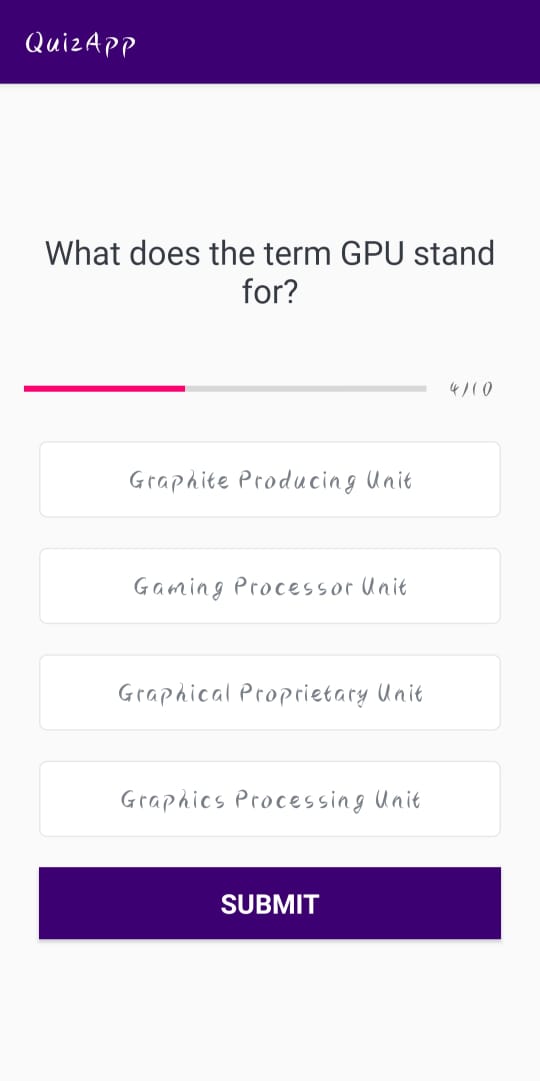 QuizApp
What does the term GPU stand
for?
4/10
Graphite Producing Unit
Gaming Processor Unit
Graphical Proprietary Unit
Graphics Processing Unit
SUBMIT